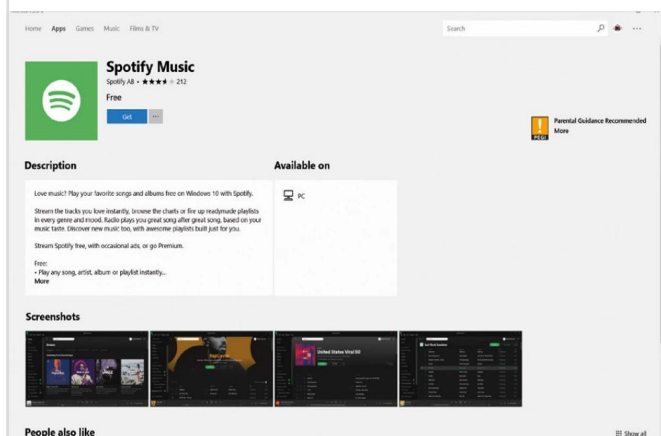 Home Apps Games Music Films & TV
Search
Spotify Music
Spotify AB • 212
Free
Get ...
Parental Guidance Recommended
More
PEGI
Description
Available on
Love music? Play your favorite songs and albums free on Windows 10 with Spotify.
PC
Stream the tracks you love instantly, browse the charts or fire up readymade playlists
in every genre and mood. Radio plays you great song after great song, based on your
music taste. Discover new music too, with awesome playlists built just for you.
Stream Spotify free, with occasional ads, or go Premium.
Free:
• Play any song, artist, album or playlist instantly...
More
Screenshots
RapCaviar
United States Viral 50
People also like
Show all